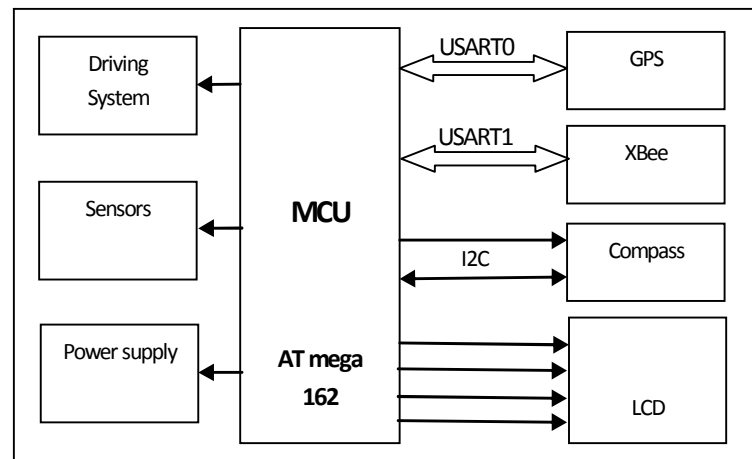 Driving
System
Sensors
Power supply
MCU
AT mega
162
USART0
USART1
I2C
GPS
XBee
Compass
LCD